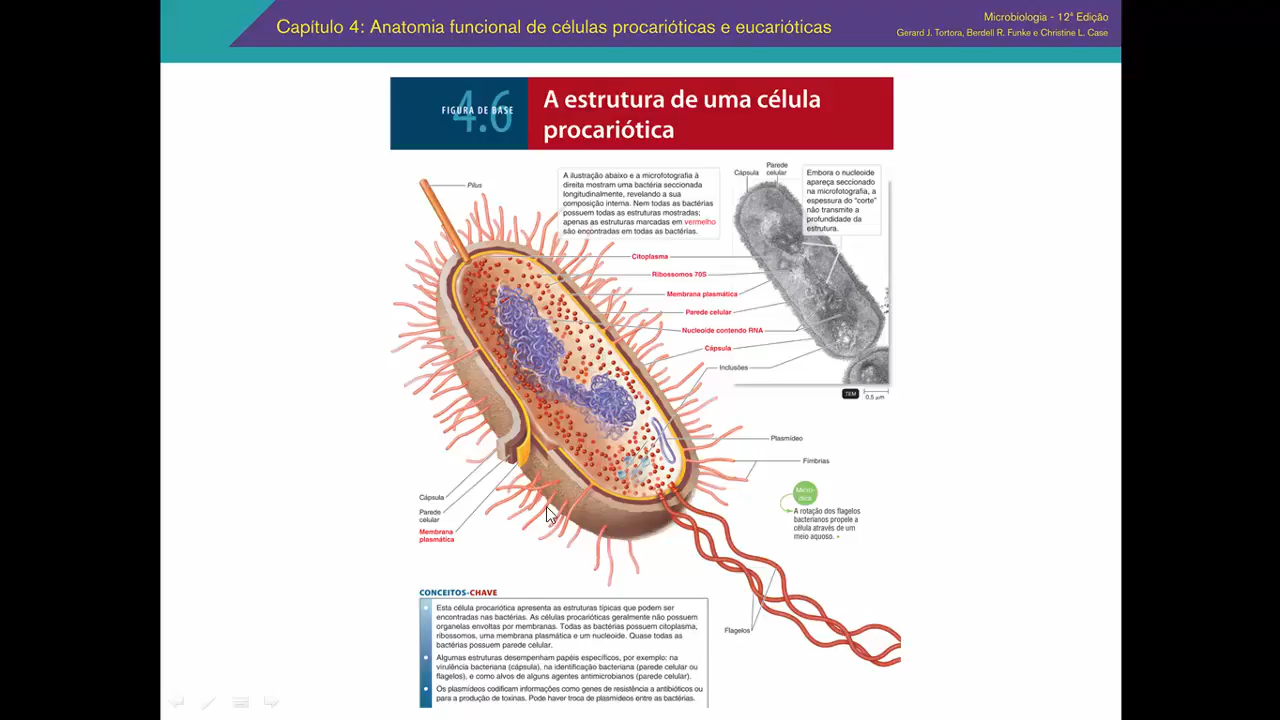 Capítulo 4: Anatomia funcional de células procarióticas e eucarióticas
Microbiologia - 12ª Edição
Gerard J. Tortora, Berdell R. Funke e Christine L. Case
FIGURA DE BASE
4.6
A estrutura de uma célula
procariótica
Pilus
A ilustração abaixo e a microfotografia à
direita mostram uma bactéria seccionada
longitudinalmente, revelando a sua
composição interna. Nem todas as bactérias
possuem todas as estruturas mostradas;
apenas as estruturas marcadas em vermelho
são encontradas em todas as bactérias.
Cápsula
Parede
celular
Embora o nucleoide
apareça seccionado
na microfotografia, a
espessura do “corte”
não transmite a
profundidade da
estrutura.
Citoplasma
Ribossomos 70S
Membrana plasmática
Parede celular
Nucleoide contendo RNA
Cápsula
Inclusões
TEM
0,5 µm
Plasmídeo
Fímbrias
Micro-
dica
A rotação dos flagelos
bacterianos propele a
célula através de um
meio aquoso.
Cápsula
Parede
celular
Membrana
plasmática
Flagelos
CONCEITOS-CHAVE
Esta célula procariótica apresenta as estruturas típicas que podem ser
encontradas nas bactérias. As células procarióticas geralmente não possuem
organelas envoltas por membranas. Todas as bactérias possuem citoplasma,
ribossomos, uma membrana plasmática e um nucleoide. Quase todas as
bactérias possuem parede celular.
Algumas estruturas desempenham papéis específicos, por exemplo: na
virulência bacteriana (cápsula), na identificação bacteriana (parede celular ou
flagelos), e como alvos de alguns agentes antimicrobianos (parede celular).
Os plasmídeos codificam informações como genes de resistência a antibióticos ou
para a produção de toxinas. Pode haver troca de plasmídeos entre as bactérias.